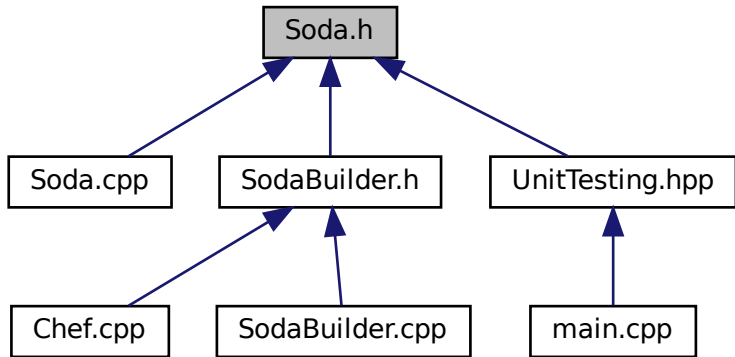 Soda.h
Soda.cpp
SodaBuilder.h
UnitTesting.hpp
Chef.cpp
SodaBuilder.cpp
main.cpp